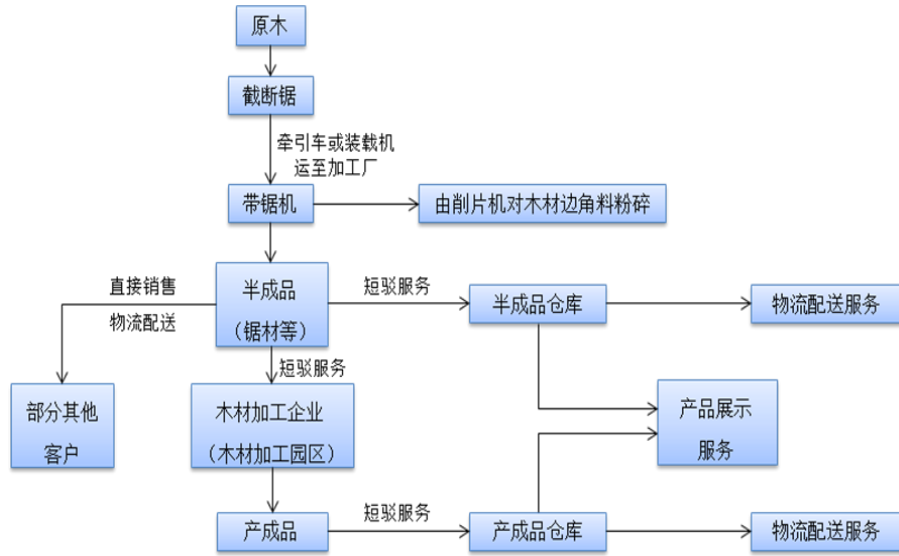 原木
截断锯
牵引车或装载机
运至加工厂
带锯机
由削片机对木材边角料粉碎
直接销售
物流配送
半成品
（锯材等）
短驳服务
半成品仓库
物流配送服务
短驳服务
部分其他
客户
木材加工企业
（木材加工园区）
产品展示
服务
产成品
短驳服务
产成品仓库
物流配送服务